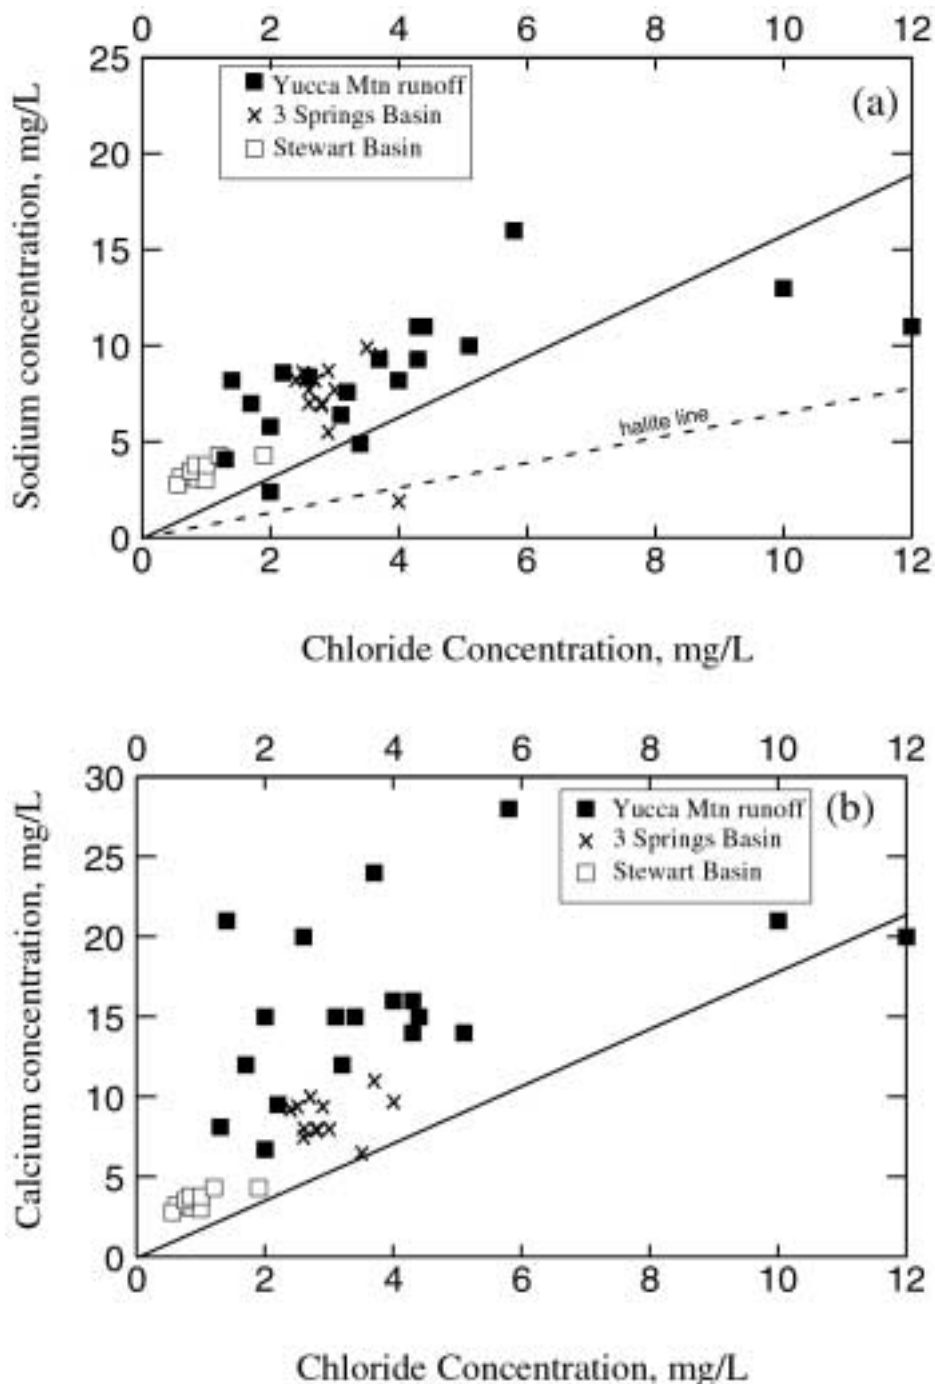 0 2 4 6 8 10 12
25
Yucca Mtn runoff
3 Springs Basin
Stewart Basin
(a)
20
15
10
5
0
halite line
Sodium concentration, mg/L
0 2 4 6 8 10 12
Chloride Concentration, mg/L
0 2 4 6 8 10 12
30
Yucca Mtn runoff
3 Springs Basin
Stewart Basin
(b)
25
20
15
10
5
0
Calcium concentration, mg/L
0 2 4 6 8 10 12
Chloride Concentration, mg/L